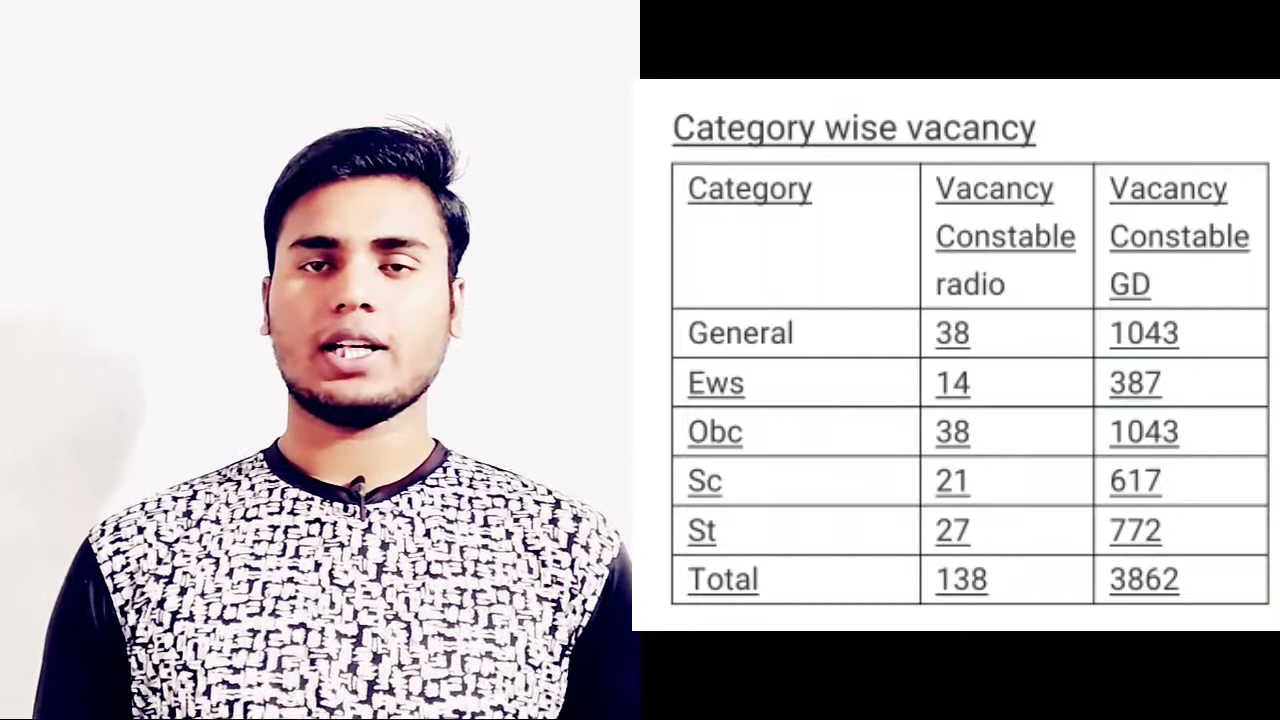 Category wise vacancy
Category Vacancy Constable radio Vacancy Constable GD
General 38 1043
Ews 14 387
Obc 38 1043
Sc 21 617
St 27 772
Total 138 3862